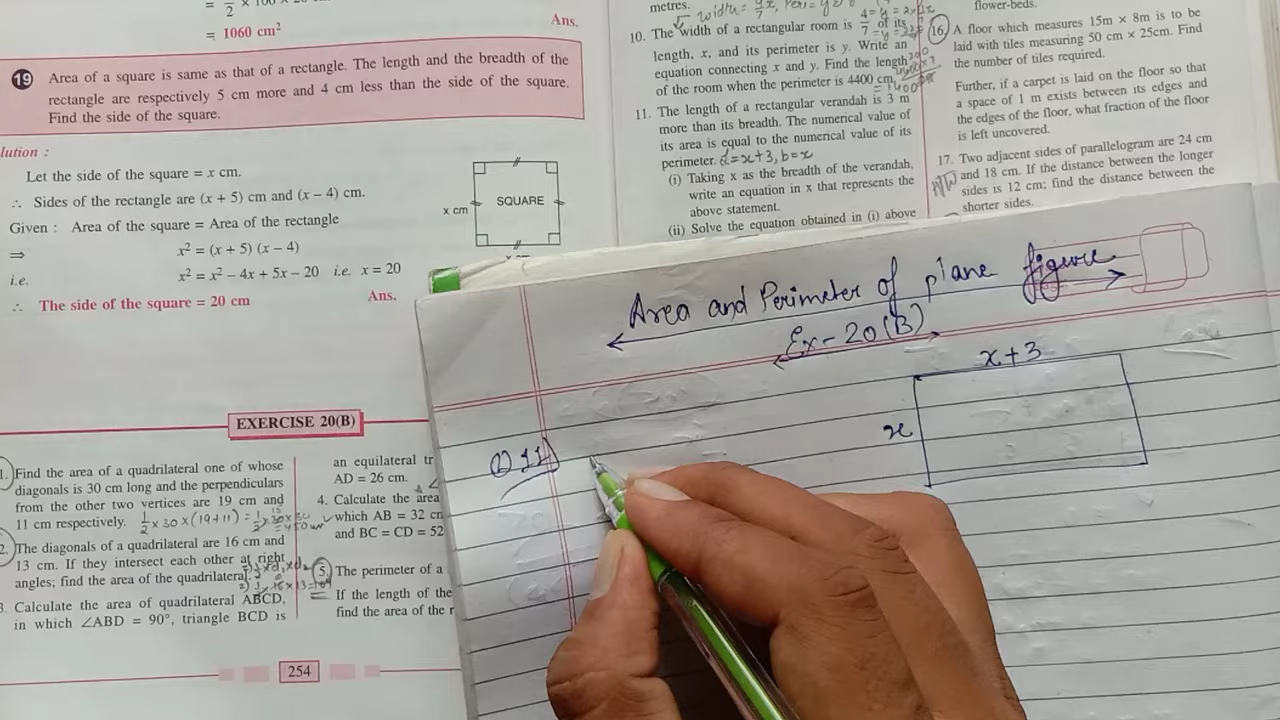 = 1060 cm²
Ans.
19 Area of a square is same as that of a rectangle. The length and the breadth of the
rectangle are respectively 5 cm more and 4 cm less than the side of the square.
Find the side of the square.
lution :
Let the side of the square = x cm.
∴ Sides of the rectangle are (x + 5) cm and (x – 4) cm.
Given : Area of the square = Area of the rectangle
⇒ x² = (x + 5) (x – 4)
i.e. x² = x² – 4x + 5x – 20 i.e. x = 20
∴ The side of the square = 20 cm Ans.
x cm
SQUARE
EXERCISE 20(B)
1. Find the area of a quadrilateral one of whose
diagonals is 30 cm long and the perpendiculars
from the other two vertices are 19 cm and
11 cm respectively. 1/2 × 30 × (19+11) =
2. The diagonals of a quadrilateral are 16 cm and
13 cm. If they intersect each other at right
angles; find the area of the quadrilateral.
3. Calculate the area of quadrilateral ABCD,
in which ∠ABD = 90°, triangle BCD is
an equilateral tr
AD = 26 cm.
4. Calculate the area
which AB = 32 cn
and BC = CD = 52
5. The perimeter of a
If the length of the
find the area of the r
254
metres.
10. The width of a rectangular room is 4/7 of its
length, x, and its perimeter is y. Write an
equation connecting x and y. Find the length
of the room when the perimeter is 4400 cm.
11. The length of a rectangular verandah is 3 m
more than its breadth. The numerical value of
its area is equal to the numerical value of its
perimeter. l=x+3, b=x
(i) Taking x as the breadth of the verandah,
write an equation in x that represents the
above statement.
(ii) Solve the equation obtained in (i) above
flower-beds.
16. A floor which measures 15m × 8m is to be
laid with tiles measuring 50 cm × 25cm. Find
the number of tiles required.
Further, if a carpet is laid on the floor so that
a space of 1 m exists between its edges and
the edges of the floor, what fraction of the floor
is left uncovered.
17. Two adjacent sides of parallelogram are 24 cm
and 18 cm. If the distance between the longer
sides is 12 cm; find the distance between the
shorter sides.
Area and Perimeter of plane figure
Ex-20(B)
x+3
x
Q 11)